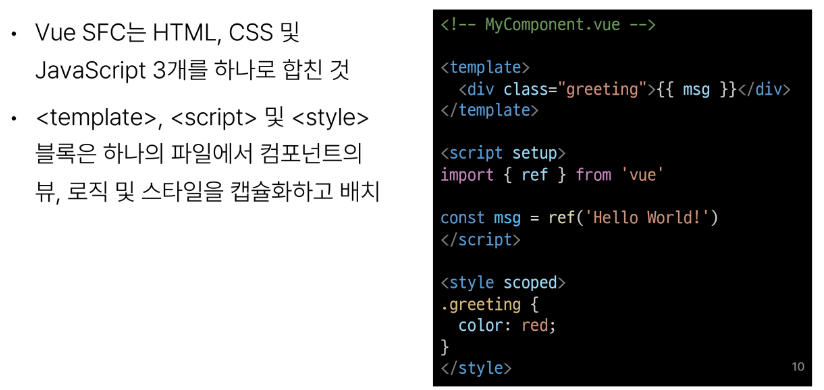 • Vue SFC는 HTML, CSS 및
JavaScript 3개를 하나로 합친 것
• <template>, <script> 및 <style>
블록은 하나의 파일에서 컴포넌트의
뷰, 로직 및 스타일을 캡슐화하고 배치
<!-- MyComponent.vue -->
<template>
  <div class="greeting">{{ msg }}</div>
</template>
<script setup>
import { ref } from 'vue'
const msg = ref('Hello World!')
</script>
<style scoped>
.greeting {
  color: red;
}
</style>
10